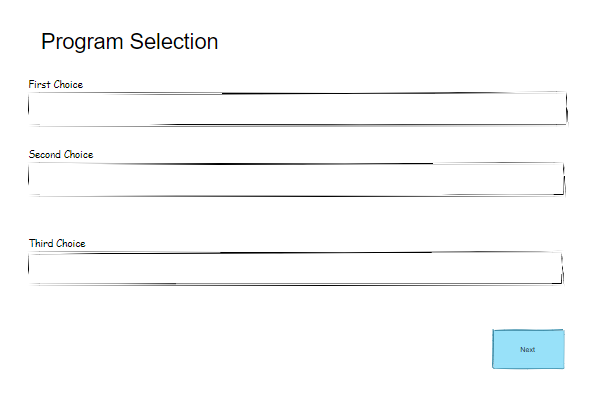 Program Selection
First Choice
Second Choice
Third Choice
Next